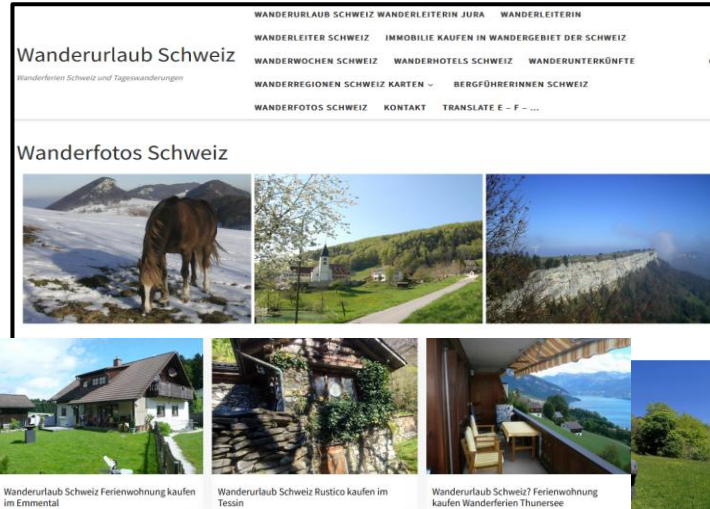 WANDERURLAUB SCHWEIZ WANDERLEITERIN JURA WANDERLEITERIN
WANDERLEITER SCHWEIZ IMMOBILIE KAUFEN IN WANDERGEBIET DER SCHWEIZ
Wanderurlaub Schweiz
WANDERWOCHEN SCHWEIZ WANDERHOTELS SCHWEIZ WANDERUNTERKÜNFTE
Wanderferien Schweiz und Tageswanderungen
WANDERREGIONEN SCHWEIZ KARTEN BERGFÜHRERINNEN SCHWEIZ
WANDERFOTOS SCHWEIZ KONTAKT TRANSLATE E – F – ...
Wanderfotos Schweiz
Wanderurlaub Schweiz Ferienwohnung kaufen
im Emmental
Wanderurlaub Schweiz Rustico kaufen im
Tessin
Wanderurlaub Schweiz? Ferienwohnung
kaufen Wanderferien Thunersee